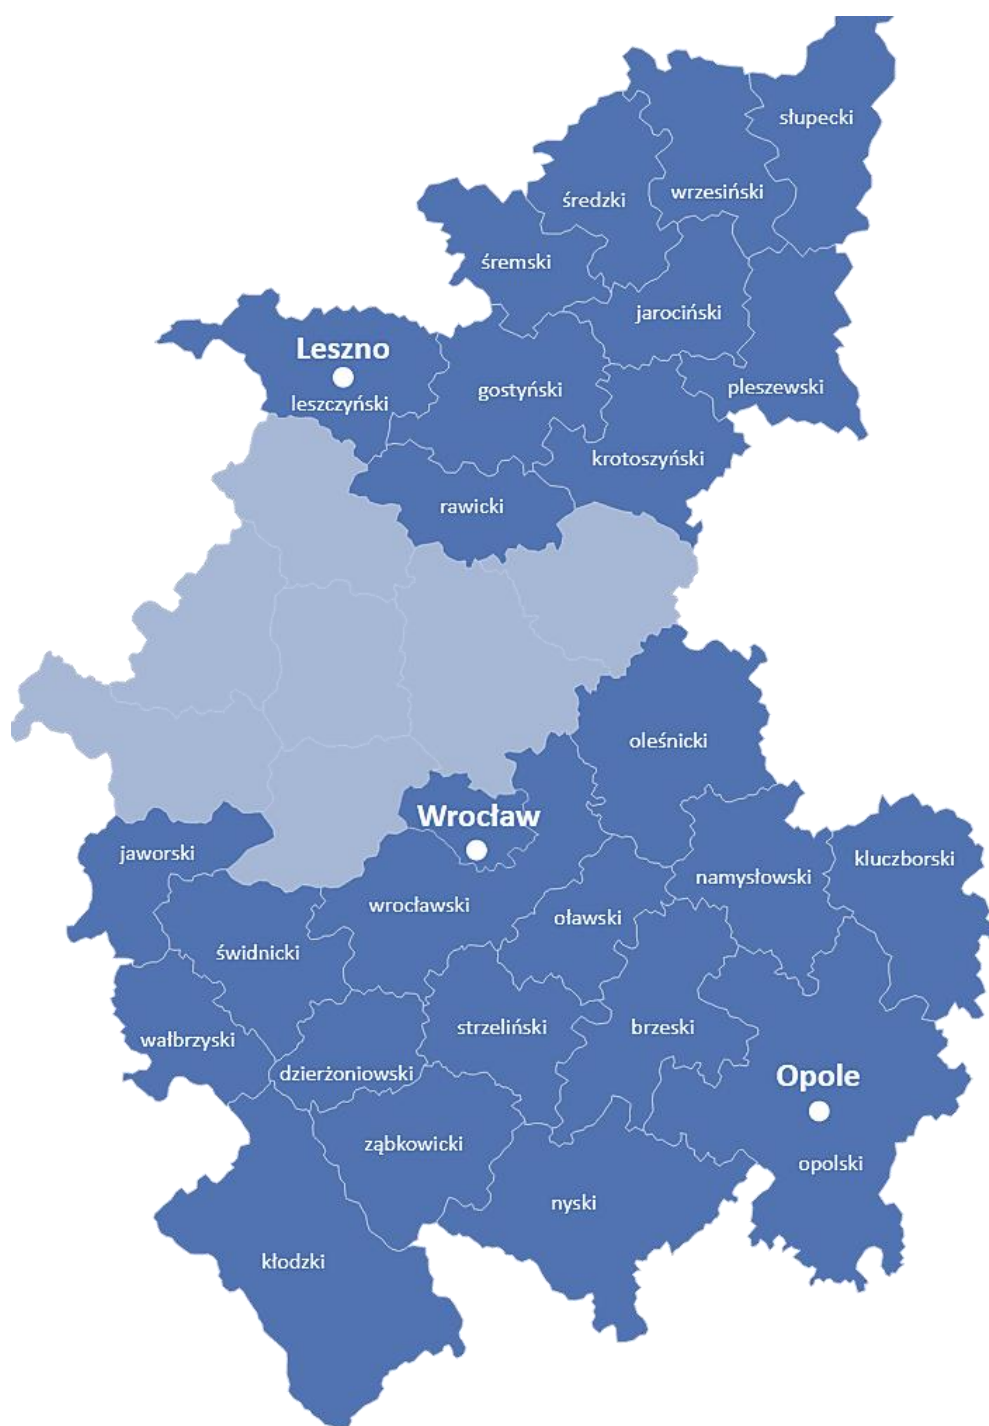 słupecki
wrzesiński
średzki
śremski
jarociński
Leszno
leszczyński
gostyński
pleszewski
krotoszyński
rawicki
oleśnicki
Wrocław
jaworski
kluczborski
namysłowski
wrocławski
oławski
świdnicki
strzeliński
brzeski
wałbrzyski
dzierżoniowski
Opole
ząbkowicki
opolski
nyski
kłodzki